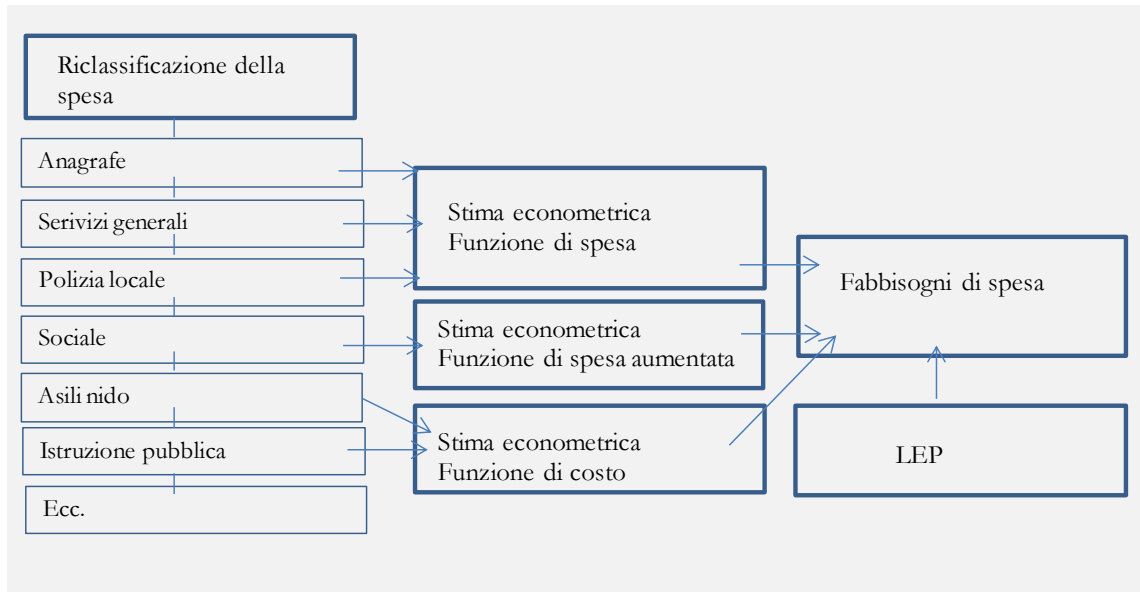 Riclassificazione della
spesa
Anagrafe
Serivizi generali
Polizia locale
Sociale
Asili nido
Istruzione pubblica
Ecc.
Stima econometrica
Funzione di spesa
Stima econometrica
Funzione di spesa aumentata
Stima econometrica
Funzione di costo
Fabbisogni di spesa
LEP